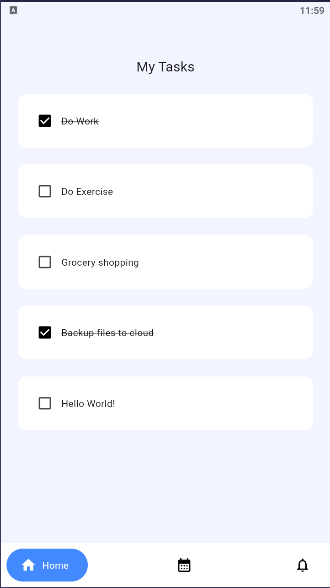 11:59
My Tasks
Do Work
Do Exercise
Grocery shopping
Backup files to cloud
Hello World!
Home